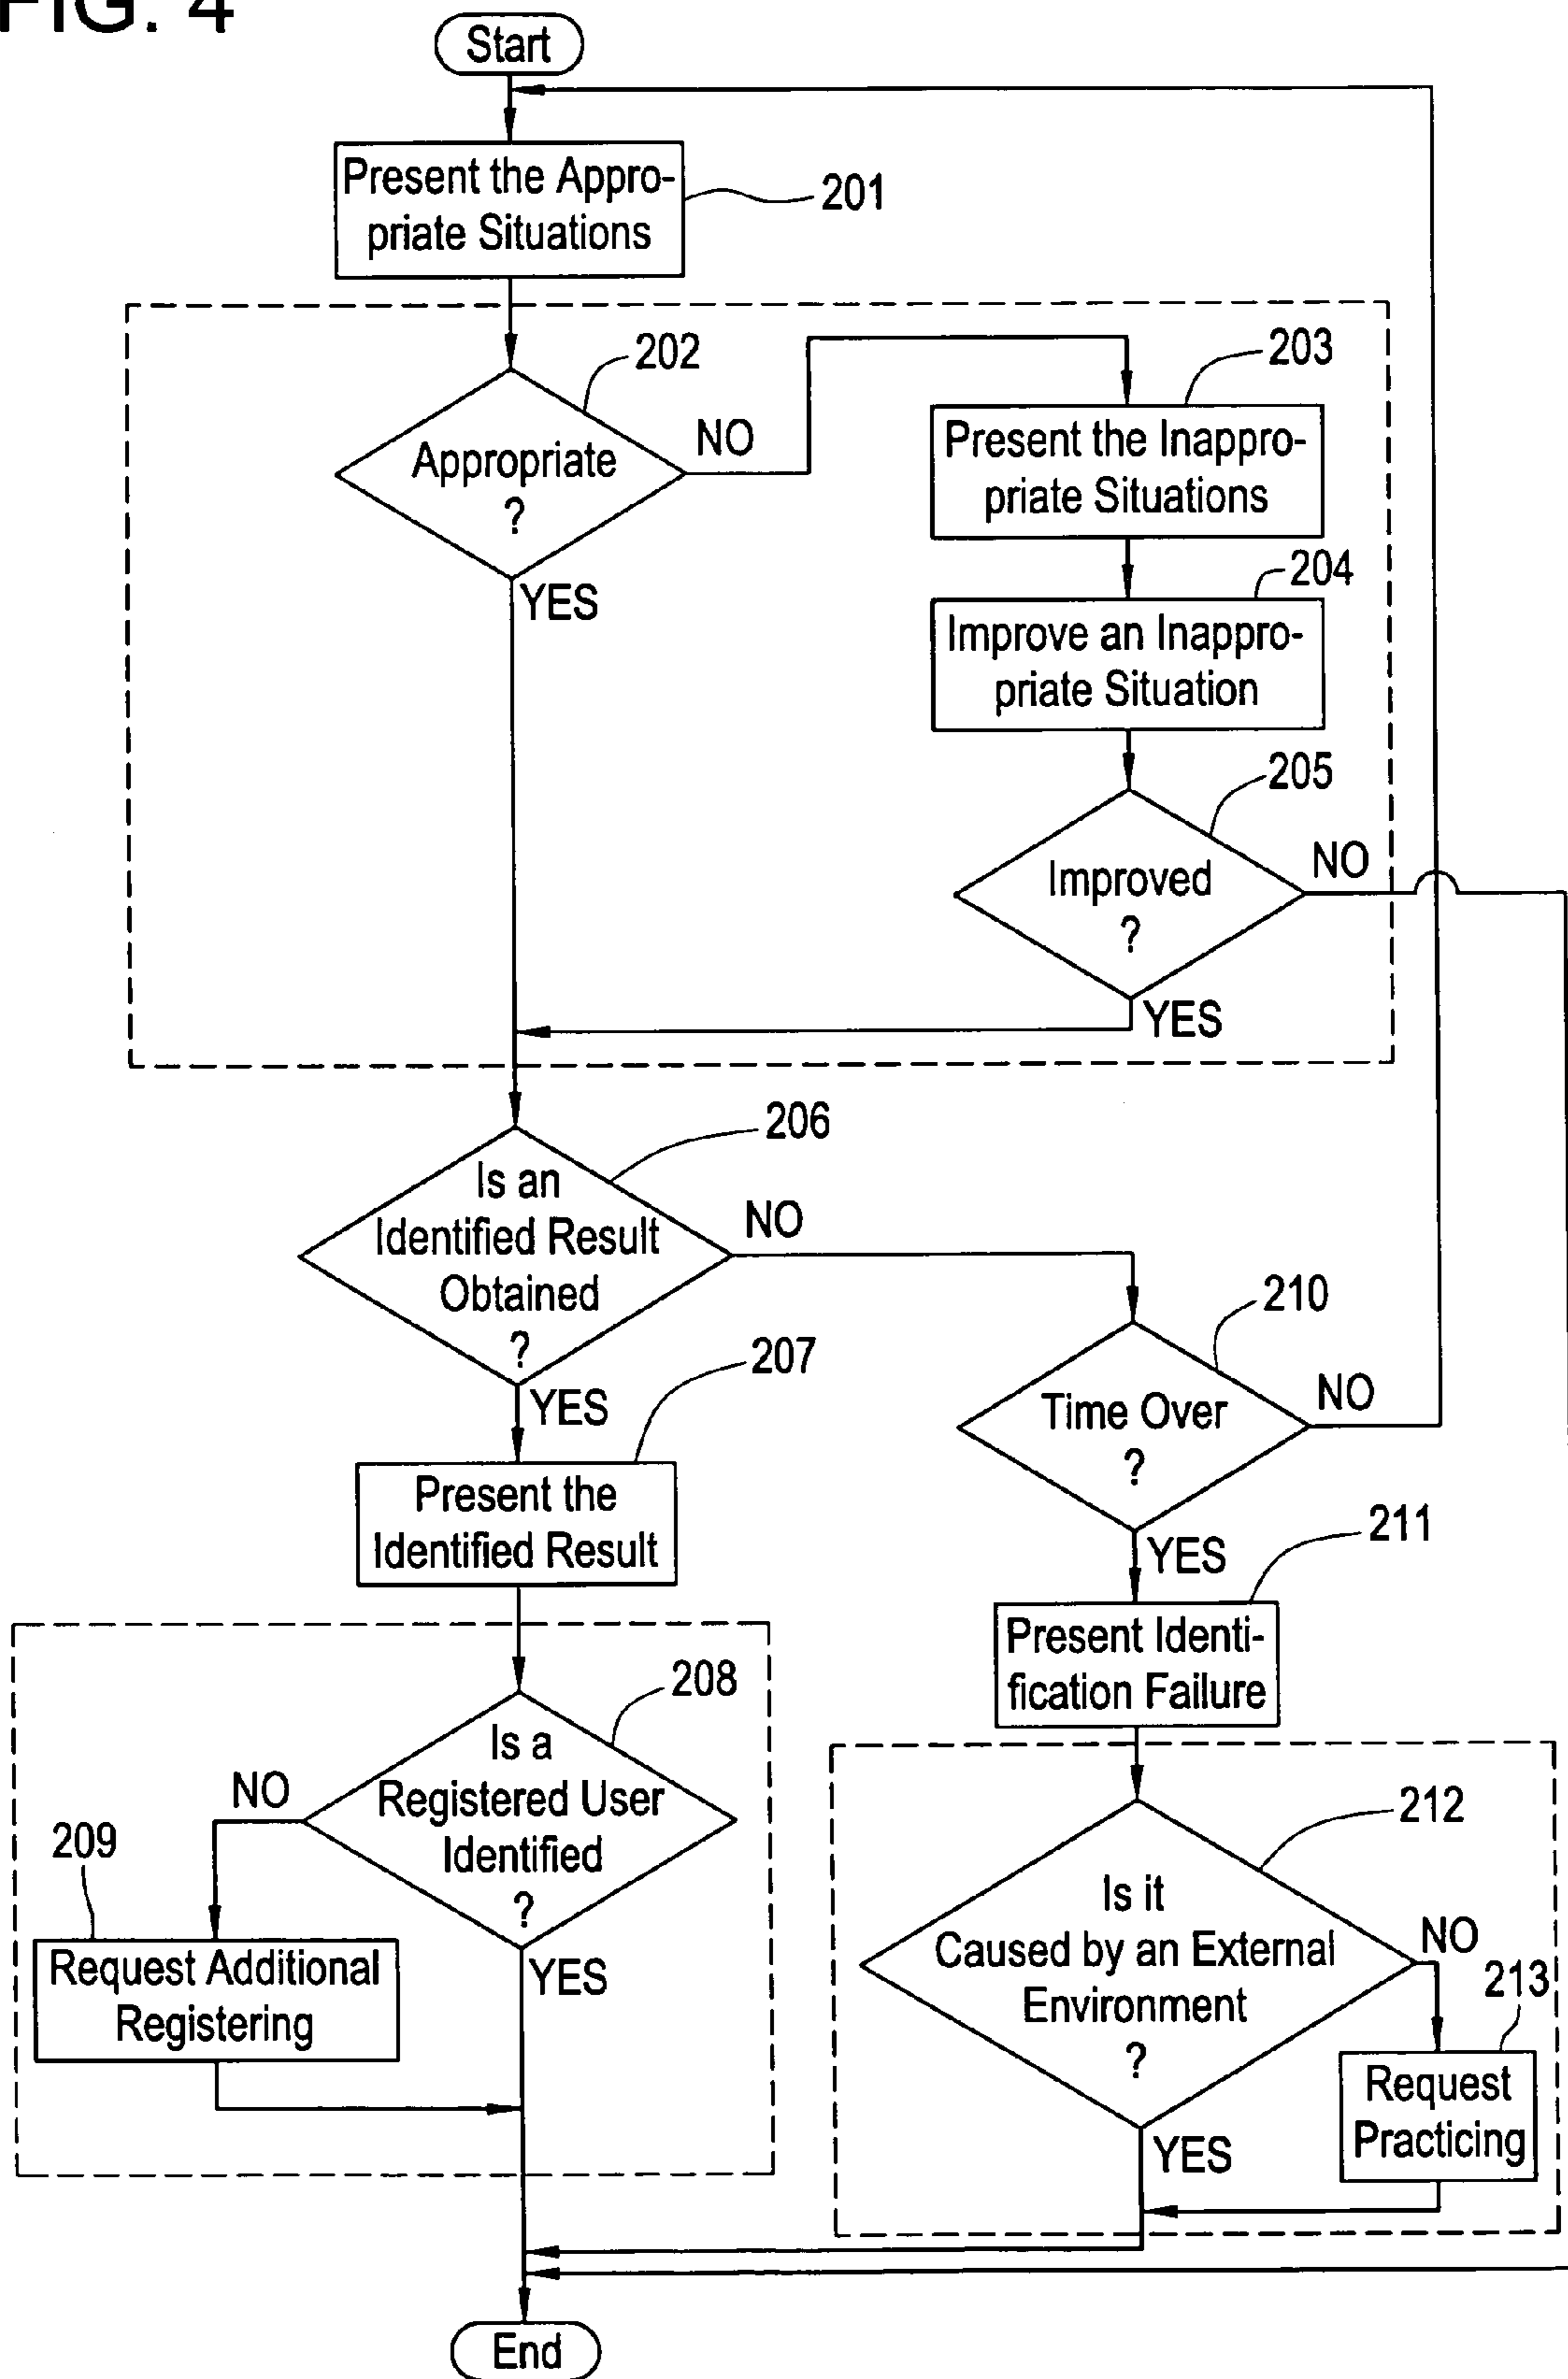 FIG. 4
Start
Present the Appro-
priate Situations
201
202
Appropriate
?
NO
YES
203
Present the Inappro-
priate Situations
204
Improve an Inappro-
priate Situation
205
Improved
?
NO
YES
206
Is an
Identified Result
Obtained
?
NO
YES
207
Present the
Identified Result
208
Is a
Registered User
Identified
?
NO
YES
209
Request Additional
Registering
210
Time Over
?
NO
YES
211
Present Identi-
fication Failure
212
Is it
Caused by an External
Environment
?
NO
YES
213
Request
Practicing
End